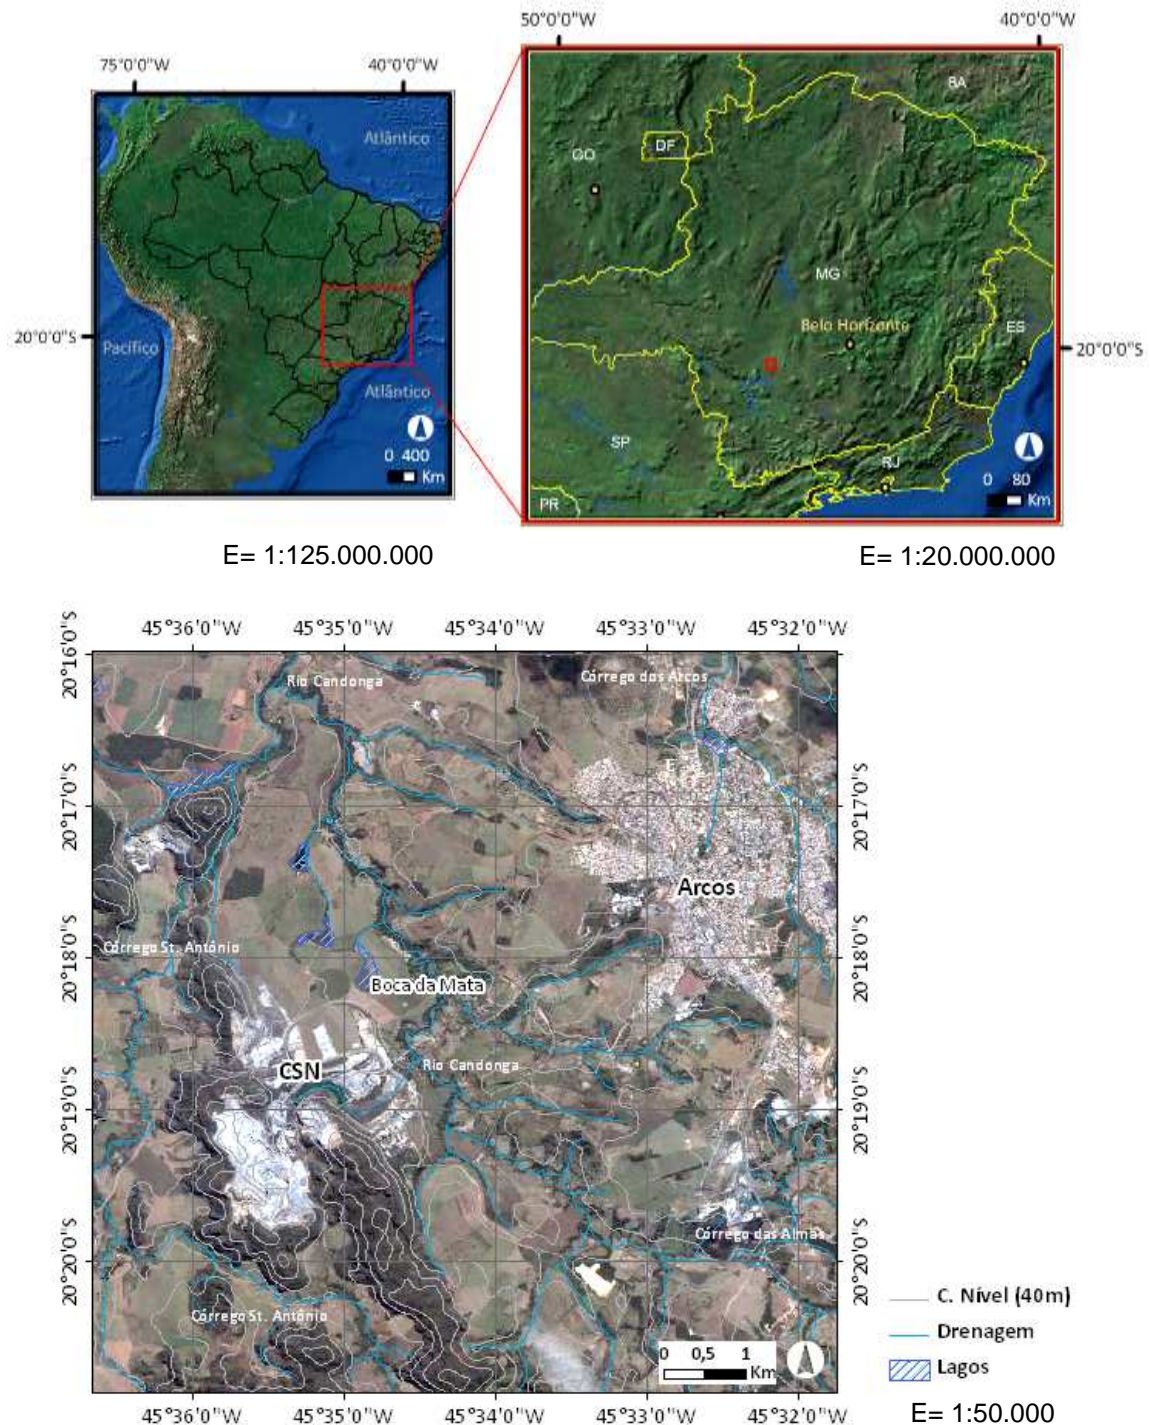 75°0'0"W
40°0'0"W
Atlântico
20°0'0"S
Pacífico
Atlântico
0 400
Km
50°0'0"W
40°0'0"W
BA
GO
DF
MG
Belo Horizonte
ES
20°0'0"S
SP
RJ
PR
0 80
Km
E= 1:125.000.000
E= 1:20.000.000
45°36'0"W 45°35'0"W 45°34'0"W 45°33'0"W 45°32'0"W
20°16'0"S
20°16'0"S
Rio Candonga
Córrego dos Arcos
E
20°17'0"S
20°17'0"S
Arcos
Córrego St. Antônio
20°18'0"S
20°18'0"S
Boca da Mata
CSN
Rio Candonga
20°19'0"S
20°19'0"S
Córrego das Almas
20°20'0"S
20°20'0"S
Córrego St. Antônio
0 0,5 1
Km
45°36'0"W 45°35'0"W 45°34'0"W 45°33'0"W 45°32'0"W
C. Nível (40m)
Drenagem
Lagos
E= 1:50.000